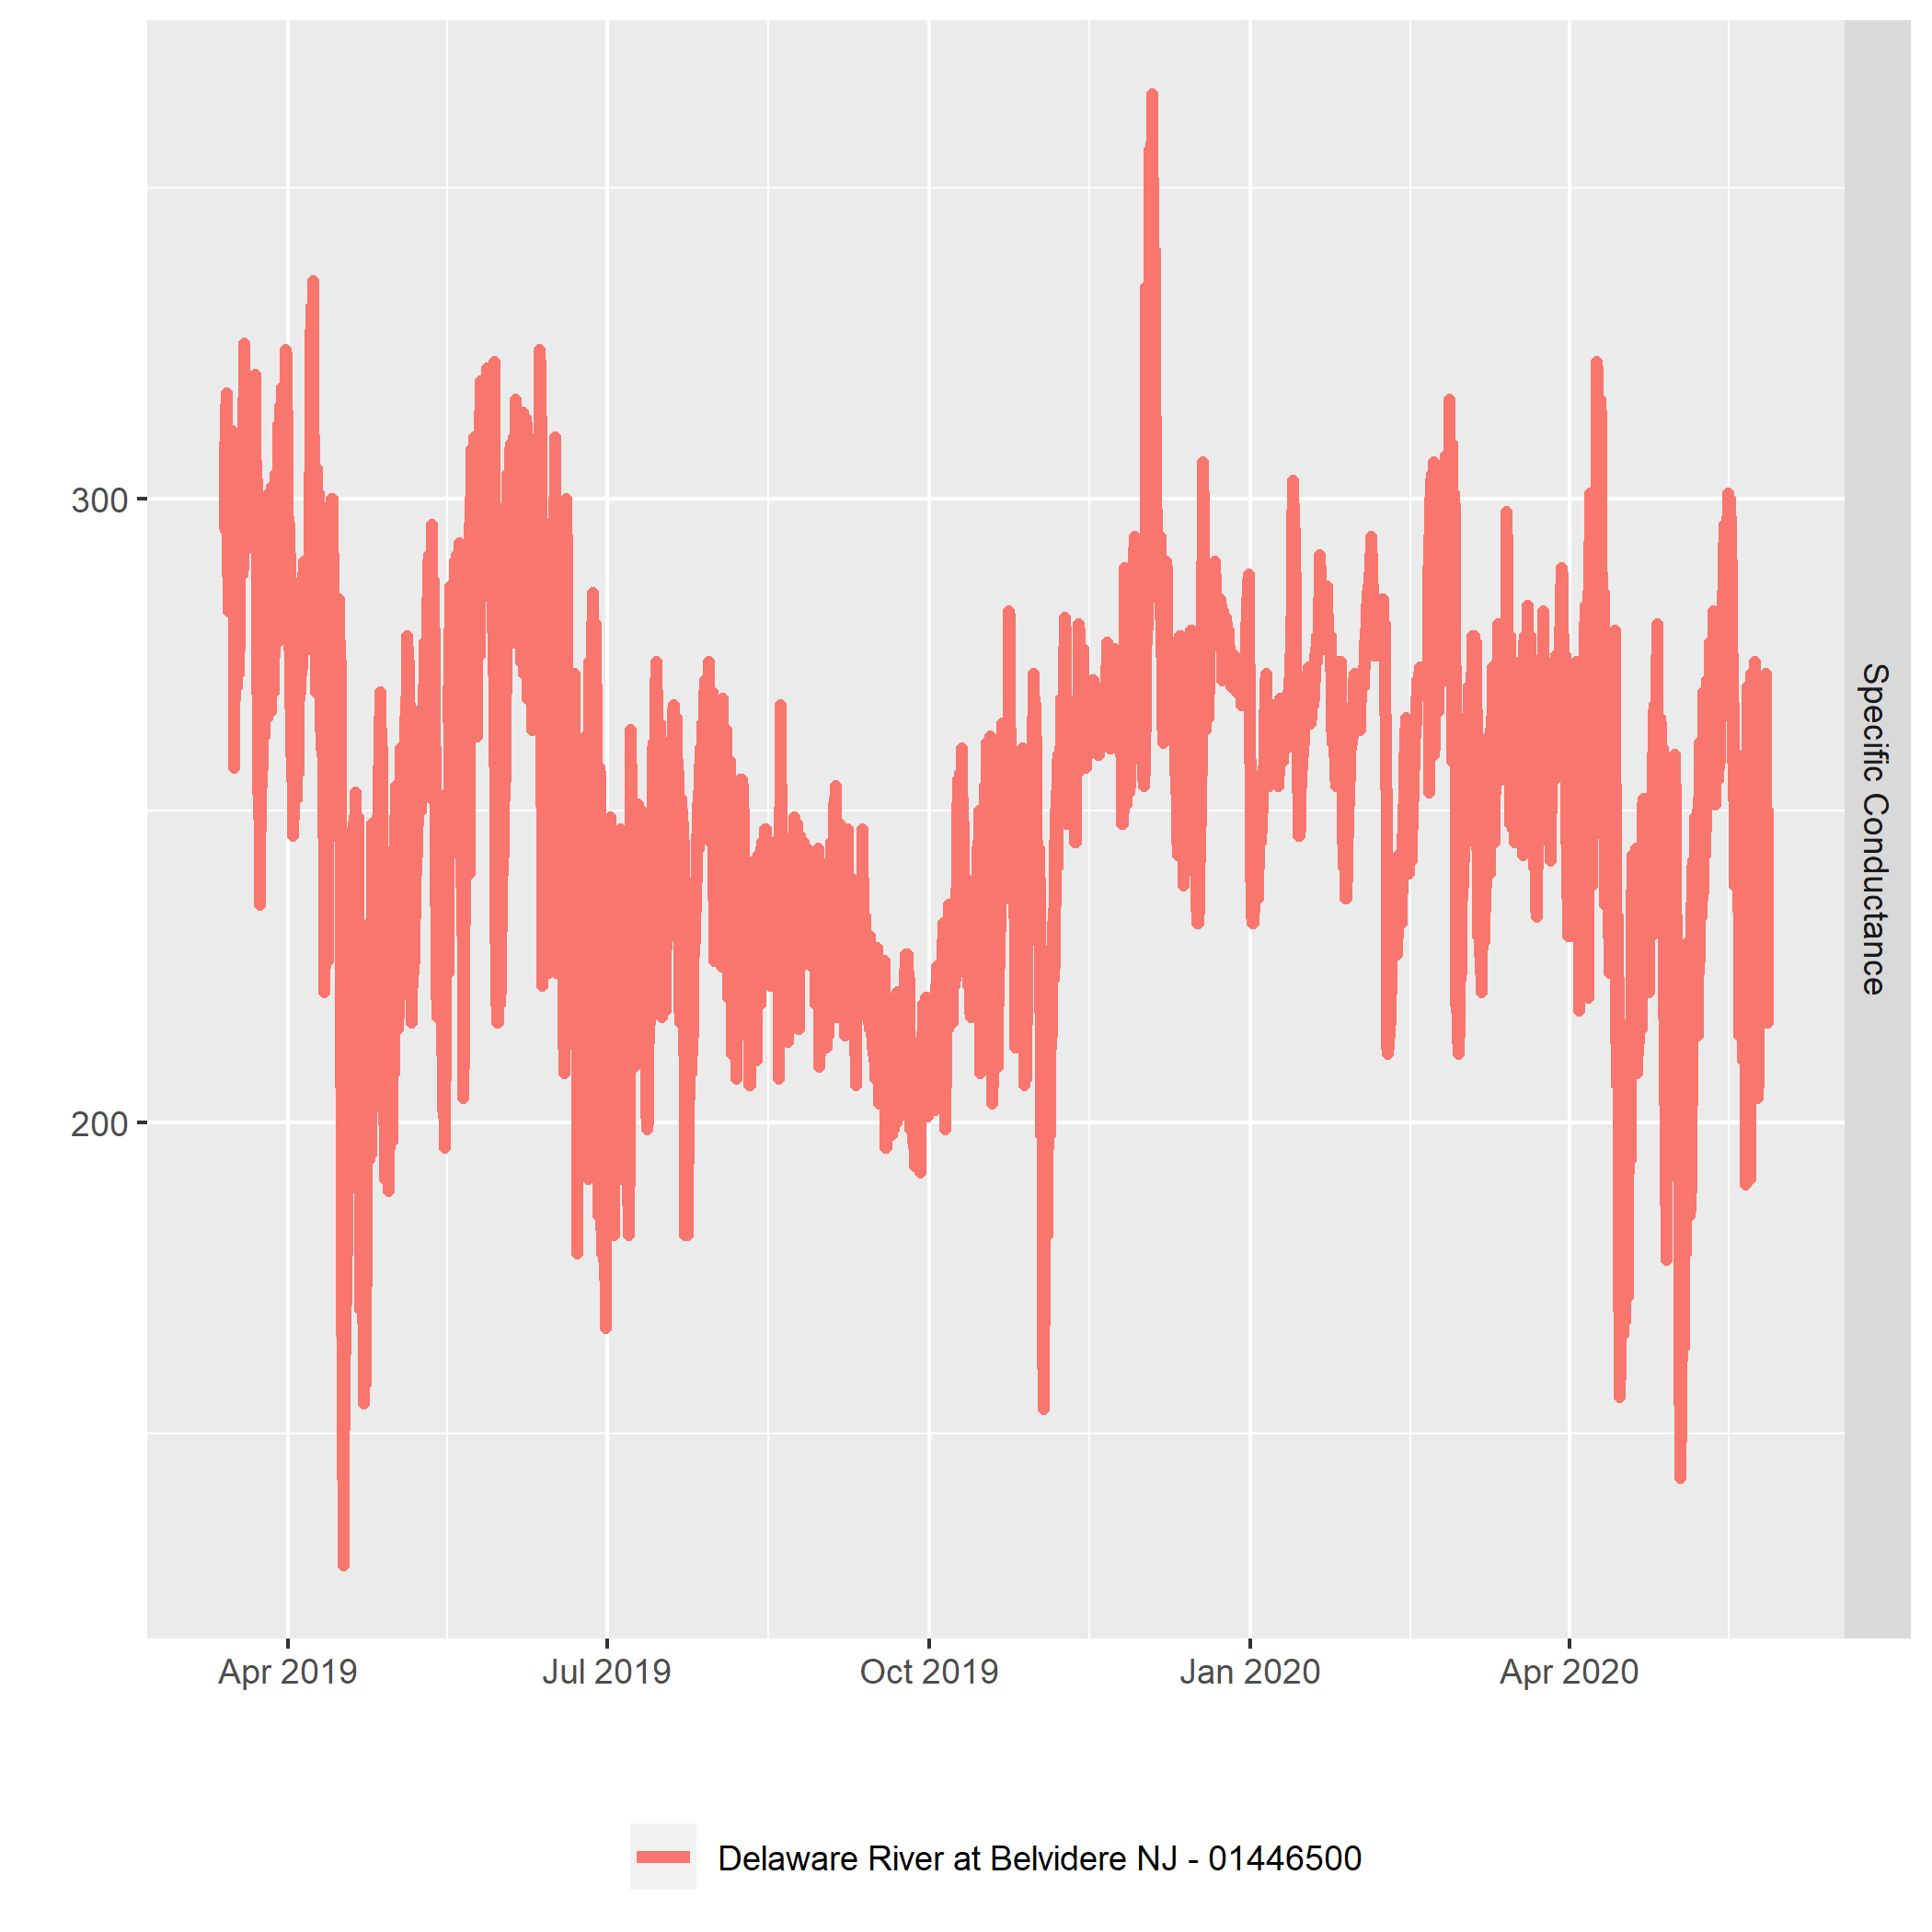 300
200
Specific Conductance
Apr 2019
Jul 2019
Oct 2019
Jan 2020
Apr 2020
Delaware River at Belvidere NJ - 01446500